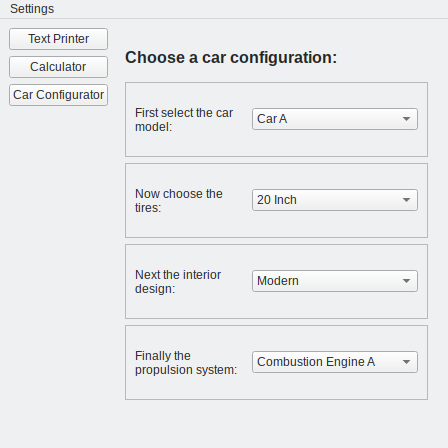 Settings
Text Printer
Calculator
Car Configurator
Choose a car configuration:
First select the car
model:
Car A
Now choose the
tires:
20 Inch
Next the interior
design:
Modern
Finally the
propulsion system:
Combustion Engine A